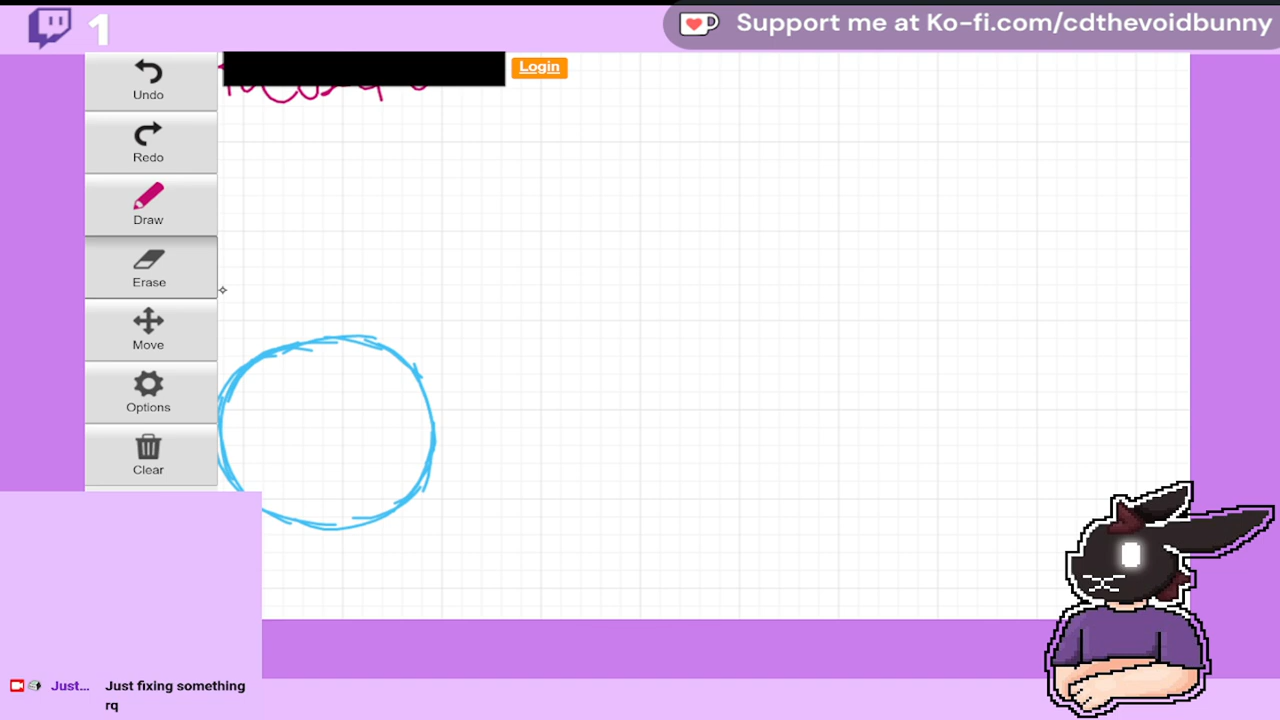 1
Support me at Ko-fi.com/cdthevoidbunny
Login
Undo
Redo
Draw
Erase
Move
Options
Clear
Just... Just fixing something
rq